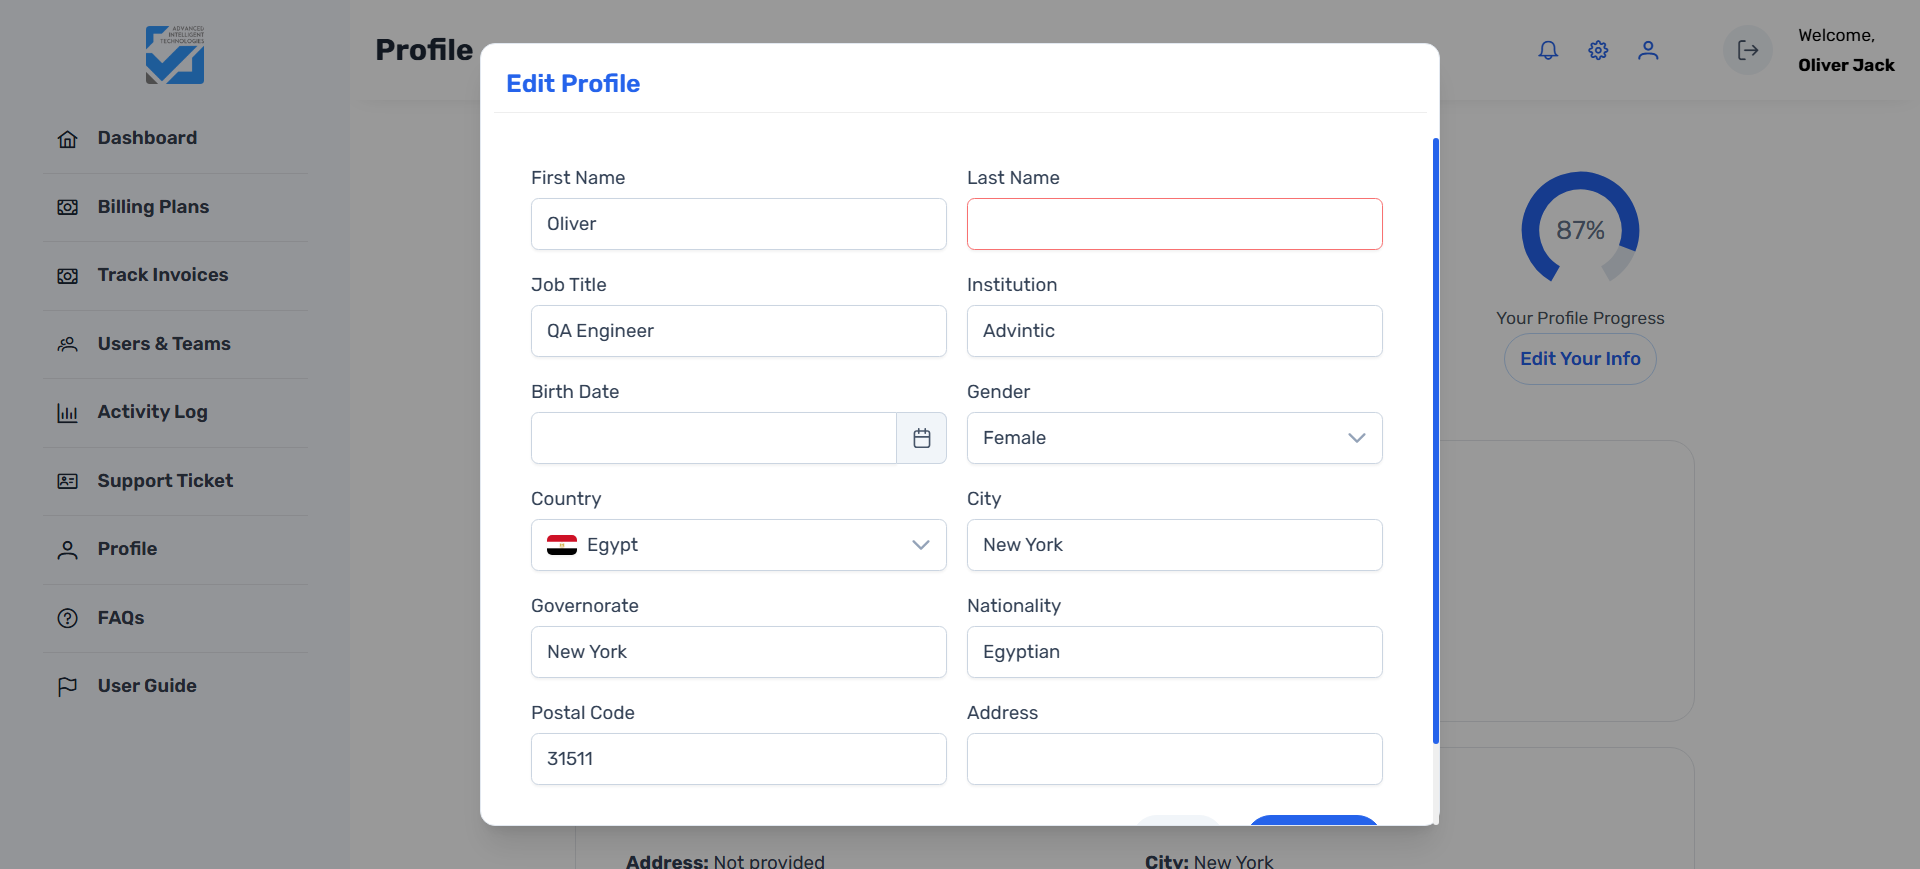 ADVANCED
INTELLIGENT
TECHNOLOGIES
Dashboard
Billing Plans
Track Invoices
Users & Teams
Activity Log
Support Ticket
Profile
FAQs
User Guide
Profile
Welcome,
Oliver Jack
87%
Your Profile Progress
Edit Your Info
Edit Profile
First Name
Last Name
Oliver
Job Title
Institution
QA Engineer
Advintic
Birth Date
Gender
Female
Country
City
Egypt
New York
Governorate
Nationality
New York
Egyptian
Postal Code
Address
31511
Address: Not provided
City: New York